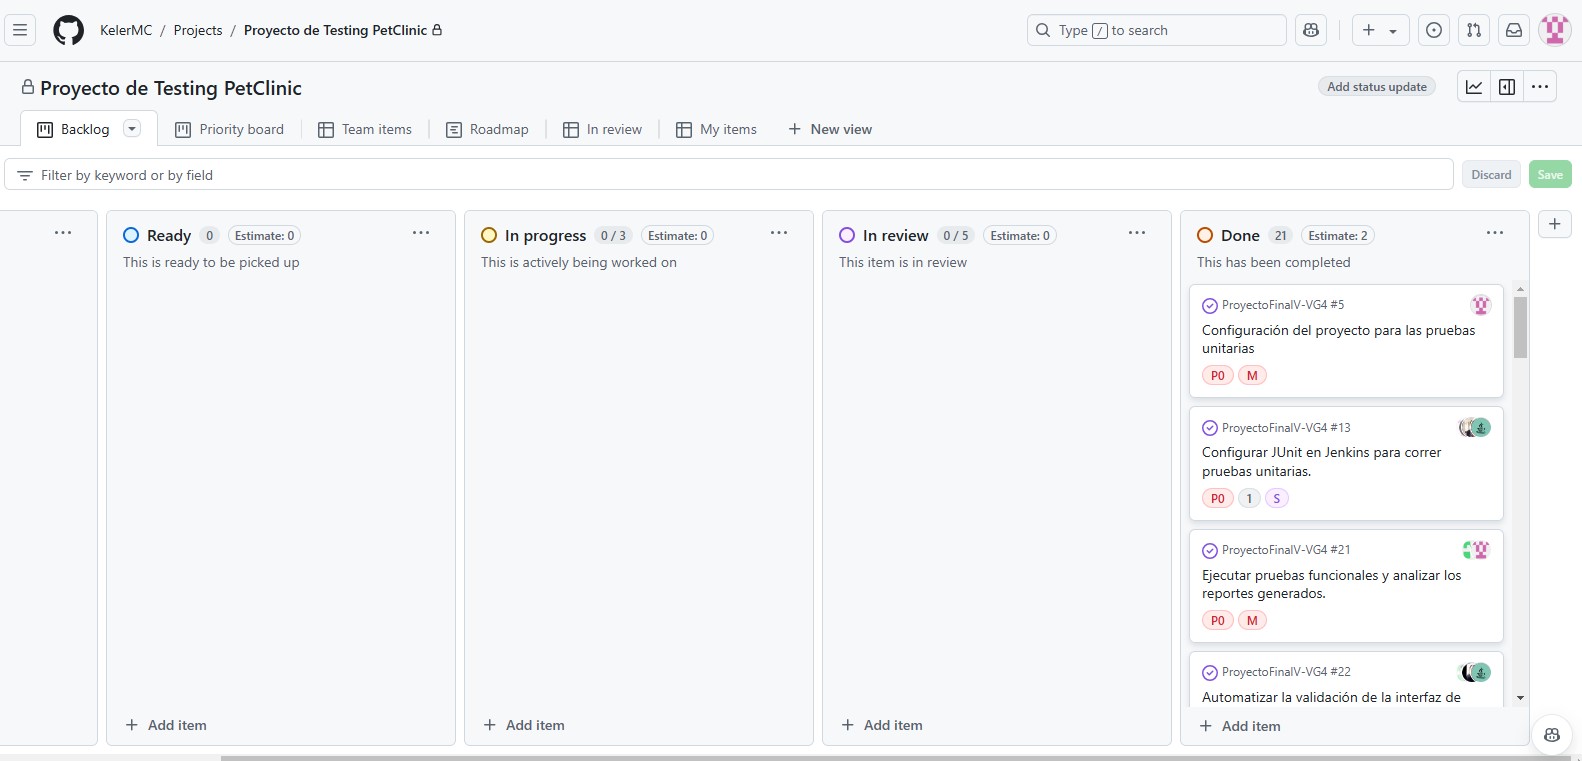 KelerMC / Projects / Proyecto de Testing PetClinic
Type / to search
Proyecto de Testing PetClinic
Add status update
Backlog
Priority board
Team items
Roadmap
In review
My items
New view
Filter by keyword or by field
Discard
Save
Ready 0 Estimate: 0
This is ready to be picked up
Add item
In progress 0 / 3 Estimate: 0
This is actively being worked on
Add item
In review 0 / 5 Estimate: 0
This item is in review
Add item
Done 21 Estimate: 2
This has been completed
ProyectoFinalV-VG4 #5
Configuración del proyecto para las pruebas
unitarias
P0 M
ProyectoFinalV-VG4 #13
Configurar JUnit en Jenkins para correr
pruebas unitarias.
P0 1 S
ProyectoFinalV-VG4 #21
Ejecutar pruebas funcionales y analizar los
reportes generados.
P0 M
ProyectoFinalV-VG4 #22
Automatizar la validación de la interfaz de
Add item